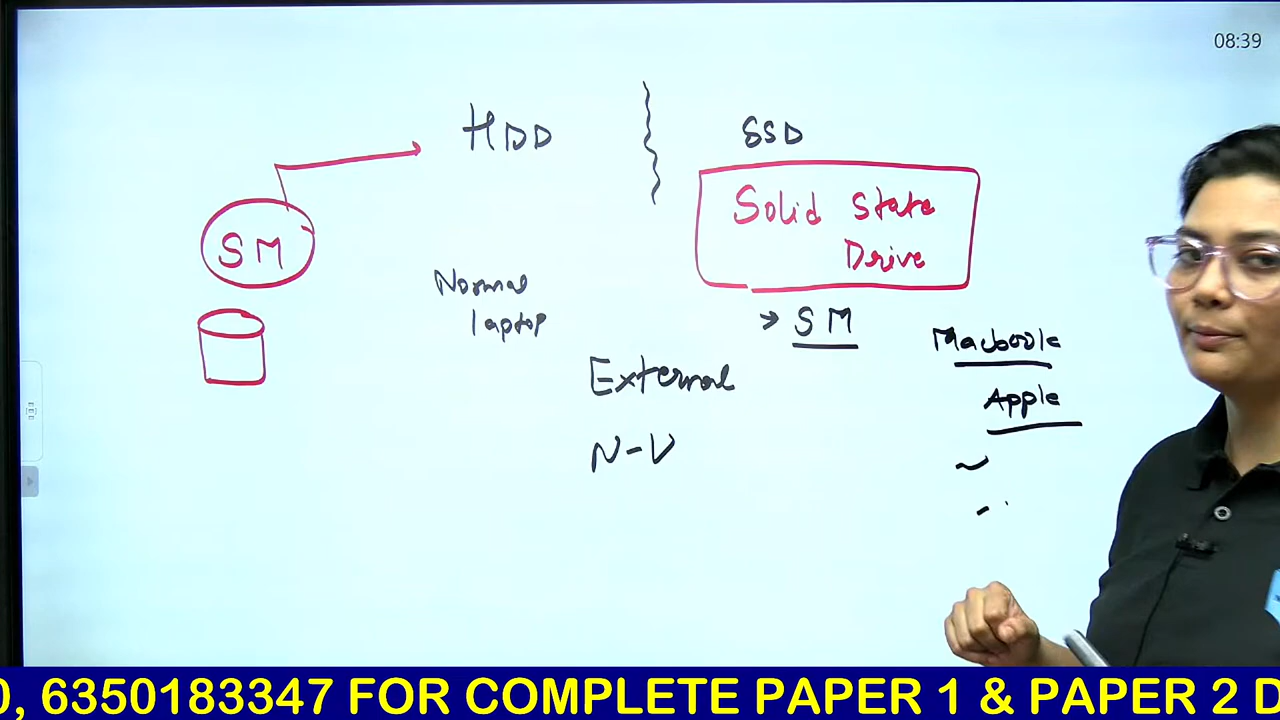 08:39
HDD
SSD
Solid State
Drive
SM
Normal
laptop
→ SM
Macbook
External
Apple
N-V
0, 6350183347 FOR COMPLETE PAPER 1 & PAPER 2 D